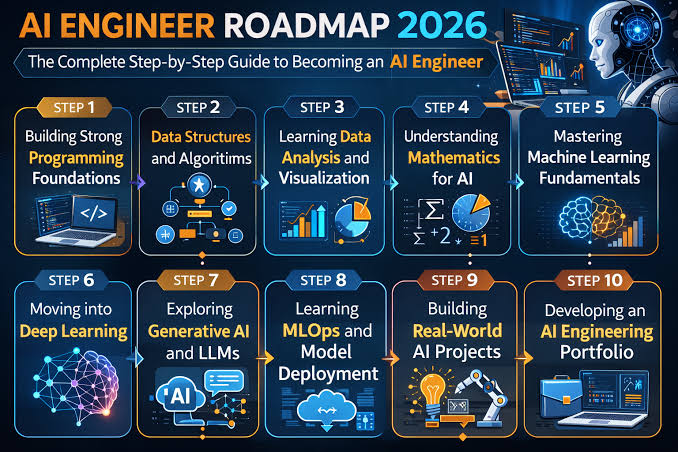 AI ENGINEER ROADMAP 2026
The Complete Step-by-Step Guide to Becoming an AI Engineer
STEP 1
Building Strong
Programming
Foundations
</>
STEP 2
Data Structures
and Algoritims
STEP 3
Learning Data
Analysis and
Visualization
STEP 4
Understanding
Mathematics
for AI
Σ
Σ +2 ≡1
STEP 5
Mastering
Machine Learning
Fundamentals
STEP 6
Moving into
Deep Learning
STEP 7
Exploring
Generative AI
and LLMs
AI
STEP 8
Learning
MLOps and
Model
Deployment
STEP 9
Building
Real-World
AI Projects
STEP 10
Developing an
AI Engineering
Portfolio